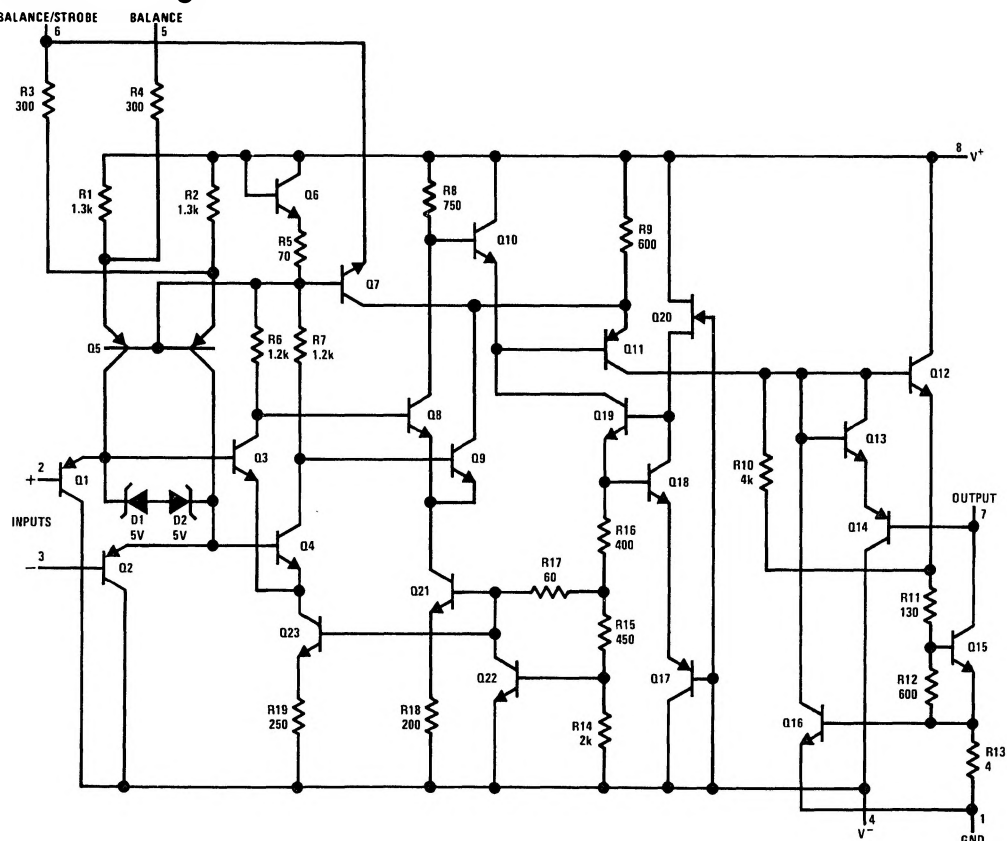 BALANCE/STROBE
6
BALANCE
5
R3
300
R4
300
8
V+
R1
1.3k
R2
1.3k
Q6
R5
70
R8
750
Q10
R9
600
Q7
Q20
Q5
R6
1.2k
R7
1.2k
Q11
Q12
Q8
Q19
Q3
Q9
Q13
R10
4k
Q18
2
+
Q1
D1
5V
D2
5V
INPUTS
OUTPUT
7
Q14
3
−
Q2
Q4
R16
400
R17
60
Q21
R11
130
Q23
R15
450
Q15
Q22
Q17
R12
600
R19
250
R18
200
R14
2k
Q16
R13
4
4
V−
1
GND